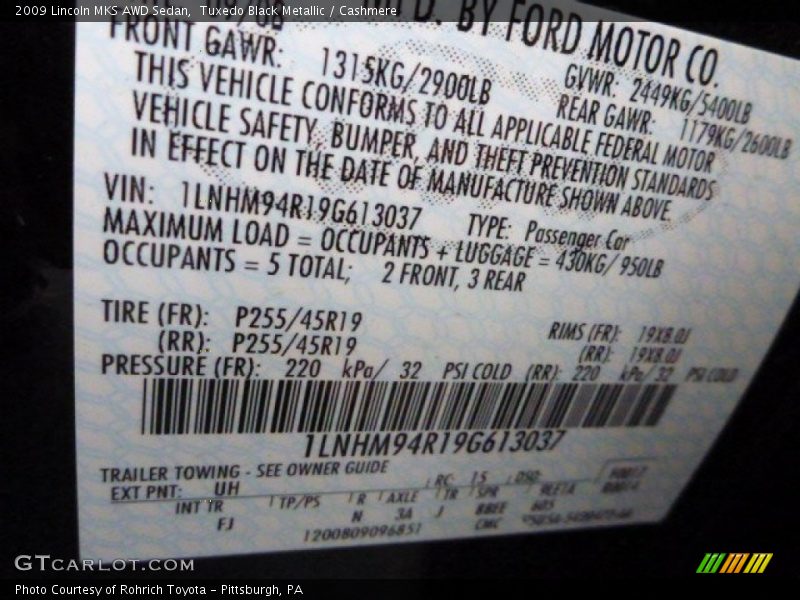 2009 Lincoln MKS AWD Sedan, Tuxedo Black Metallic / Cashmere
D. BY FORD MOTOR CO.
FRONT GAWR: 1315KG/2900LB GVWR: 2449KG/5400LB
REAR GAWR: 1179KG/2600LB
THIS VEHICLE CONFORMS TO ALL APPLICABLE FEDERAL MOTOR
VEHICLE SAFETY, BUMPER, AND THEFT PREVENTION STANDARDS
IN EFFECT ON THE DATE OF MANUFACTURE SHOWN ABOVE.
VIN: 1LNHM94R19G613037 TYPE: Passenger Car
MAXIMUM LOAD = OCCUPANTS + LUGGAGE = 430KG/950LB
OCCUPANTS = 5 TOTAL; 2 FRONT, 3 REAR
TIRE (FR): P255/45R19 RIMS (FR): 19X8.0J
(RR): P255/45R19 (RR): 19X8.0J
PRESSURE (FR): 220 kPa/ 32 PSI COLD (RR): 220 kPa/32 PSI COLD
1LNHM94R19G613037
TRAILER TOWING - SEE OWNER GUIDE
EXT PNT: UH RC: 15 DSO:
INT TR TP/PS R AXLE TR SPR
FJ N 3A J
1200809096851
GTCARLOT.COM
Photo Courtesy of Rohrich Toyota - Pittsburgh, PA